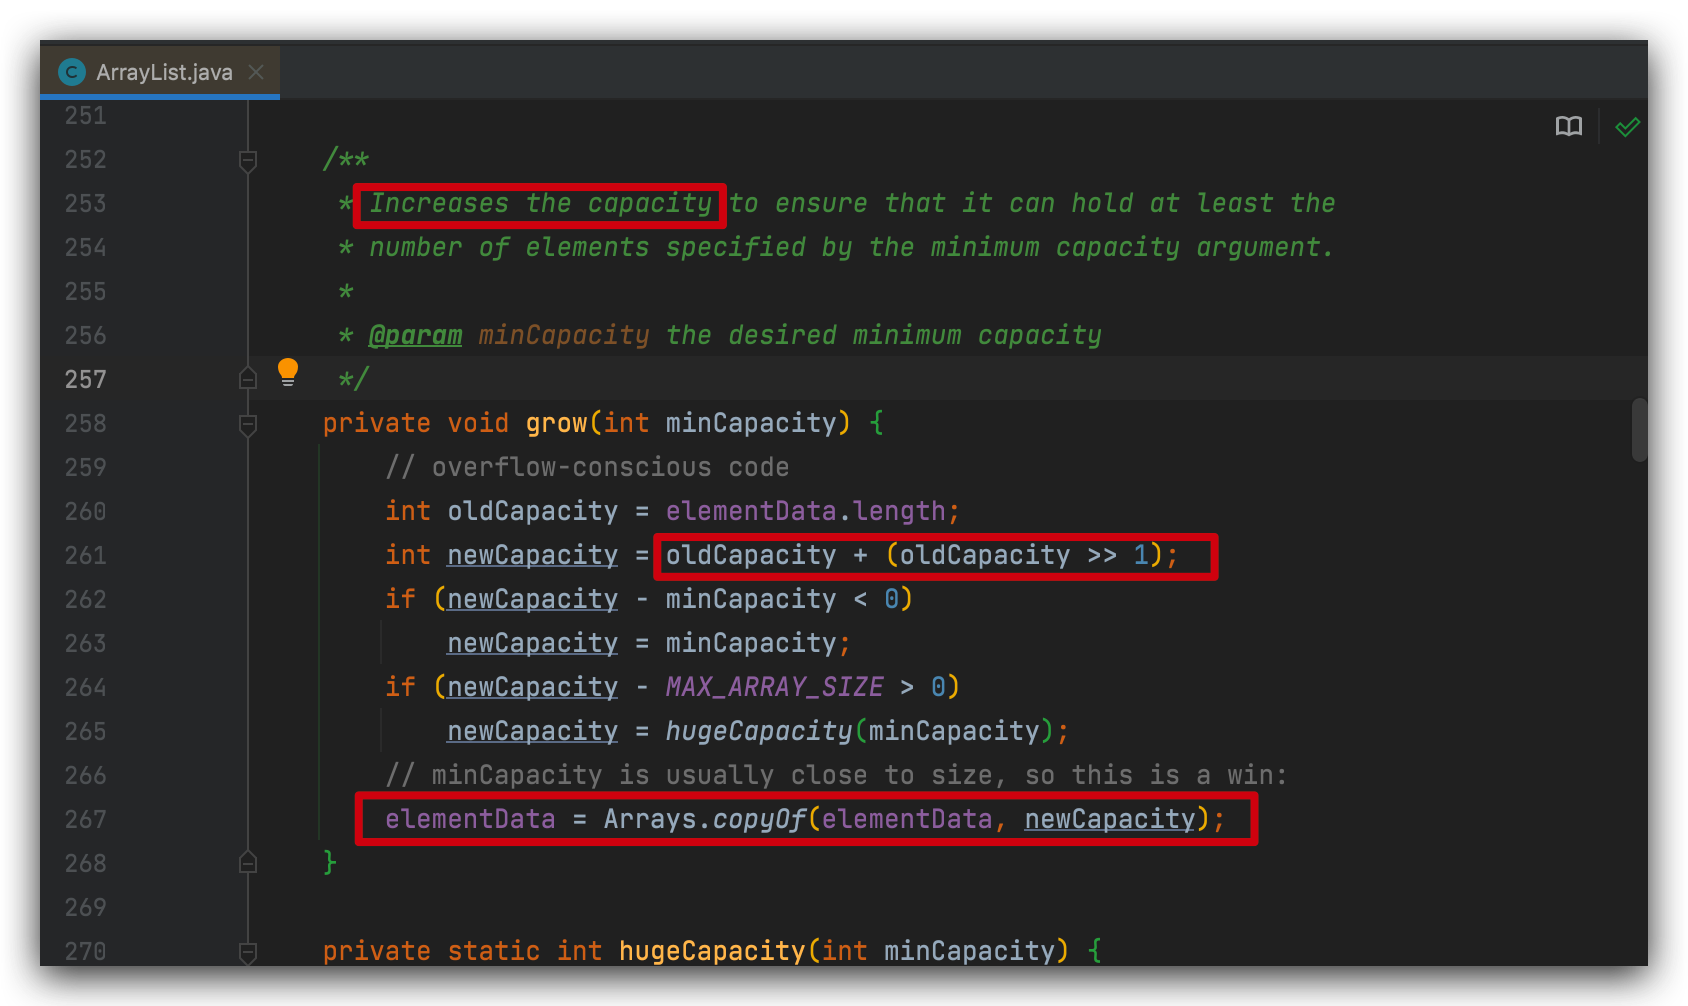 C ArrayList.java
251
252 /**
253 * Increases the capacity to ensure that it can hold at least the
254 * number of elements specified by the minimum capacity argument.
255 *
256 * @param minCapacity the desired minimum capacity
257 */
258 private void grow(int minCapacity) {
259 // overflow-conscious code
260 int oldCapacity = elementData.length;
261 int newCapacity = oldCapacity + (oldCapacity >> 1);
262 if (newCapacity - minCapacity < 0)
263 newCapacity = minCapacity;
264 if (newCapacity - MAX_ARRAY_SIZE > 0)
265 newCapacity = hugeCapacity(minCapacity);
266 // minCapacity is usually close to size, so this is a win:
267 elementData = Arrays.copyOf(elementData, newCapacity);
268 }
269
270 private static int hugeCapacity(int minCapacity) {